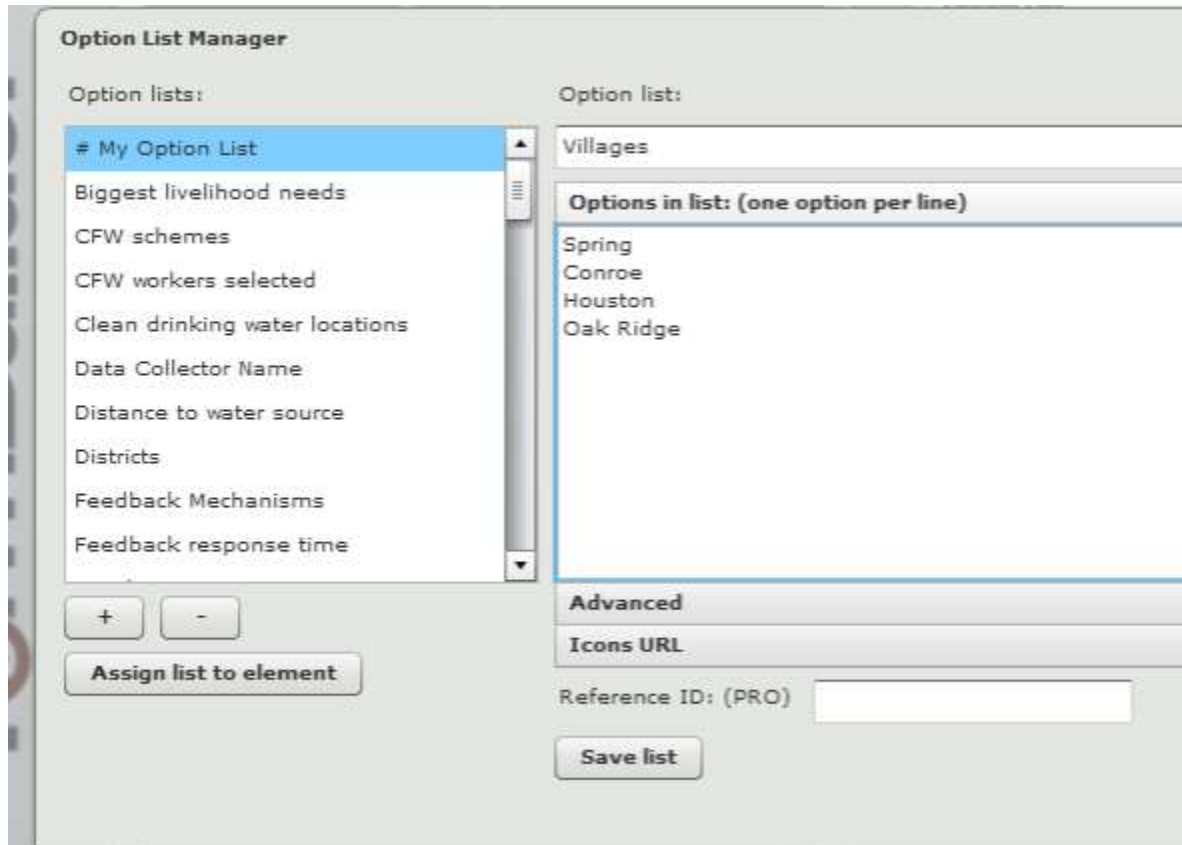 Option List Manager
Option lists:
# My Option List
Biggest livelihood needs
CFW schemes
CFW workers selected
Clean drinking water locations
Data Collector Name
Distance to water source
Districts
Feedback Mechanisms
Feedback response time
+ -
Assign list to element
Option list:
Villages
Options in list: (one option per line)
Spring
Conroe
Houston
Oak Ridge
Advanced
Icons URL
Reference ID: (PRO)
Save list